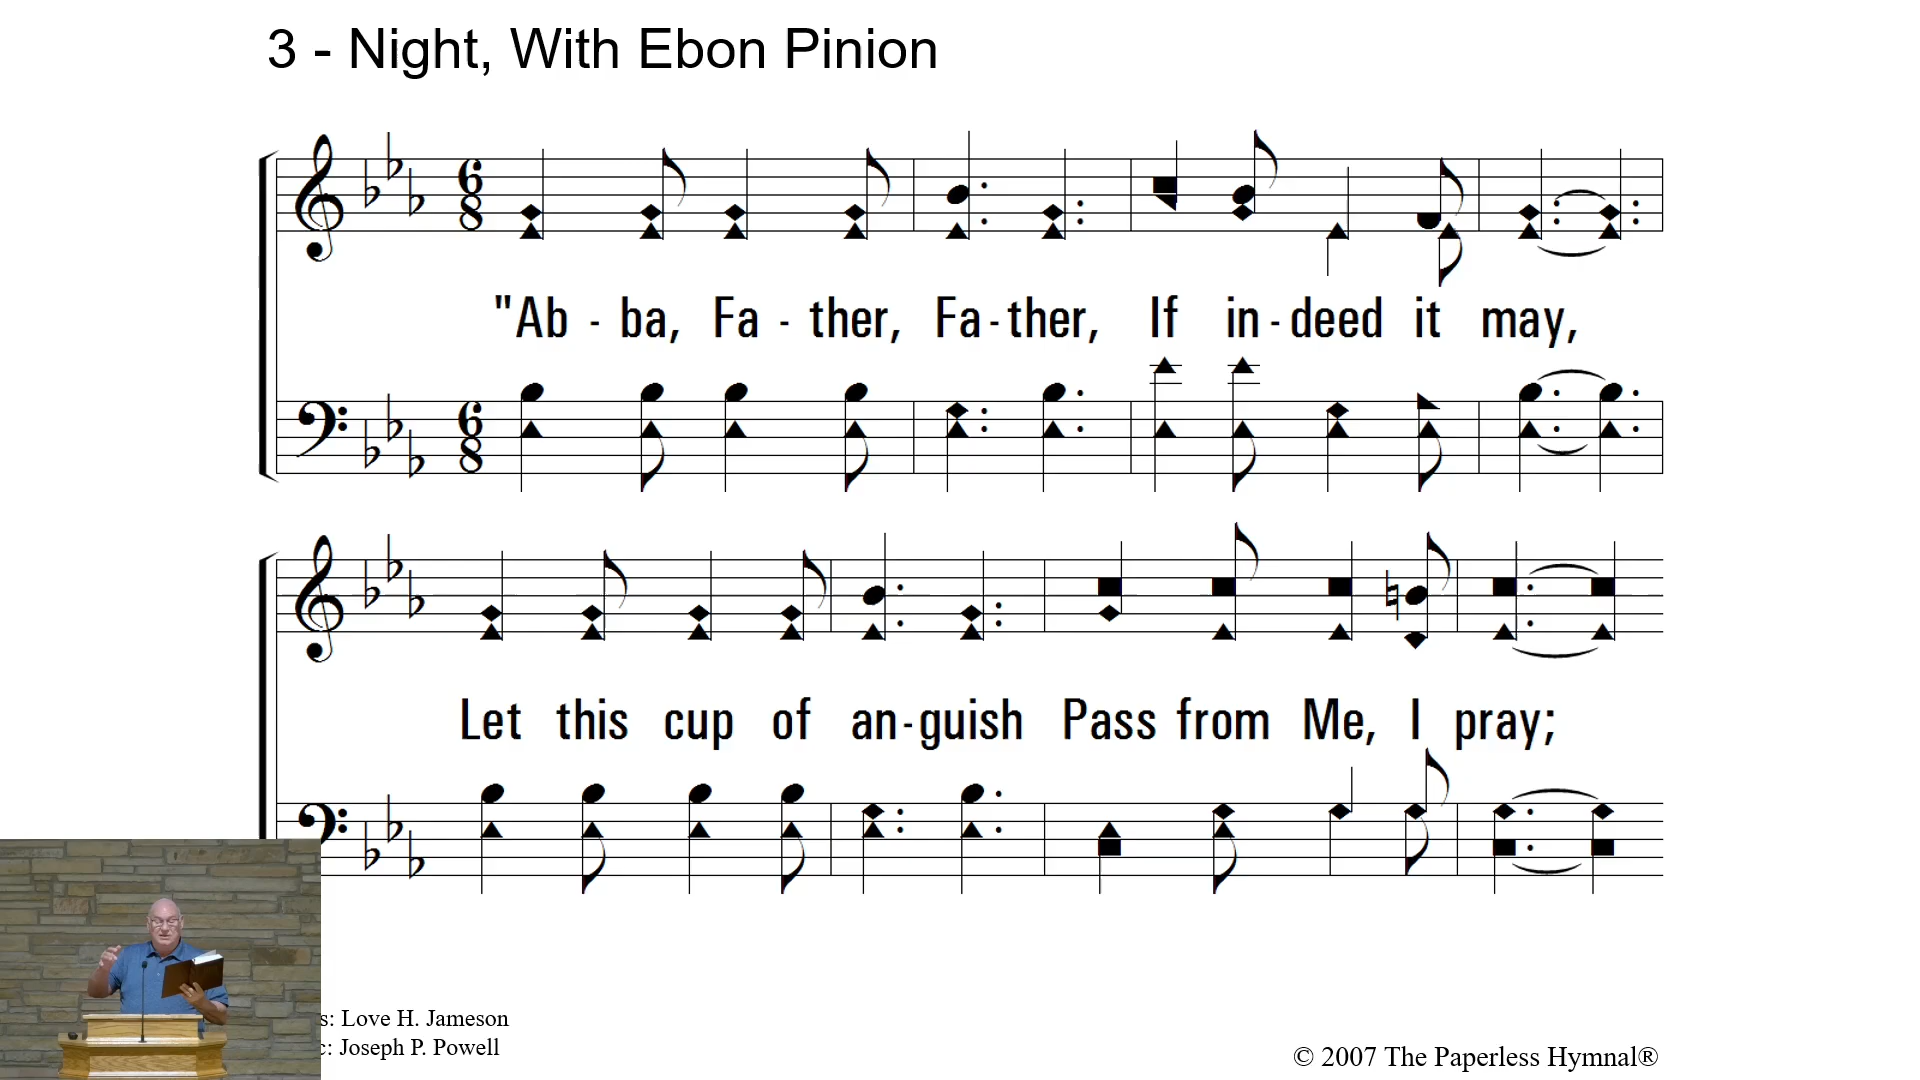 3 - Night, With Ebon Pinion
"Ab - ba, Fa - ther, Fa - ther, If in - deed it may,
Let this cup of an - guish Pass from Me, I pray;
s: Love H. Jameson
c: Joseph P. Powell
© 2007 The Paperless Hymnal®